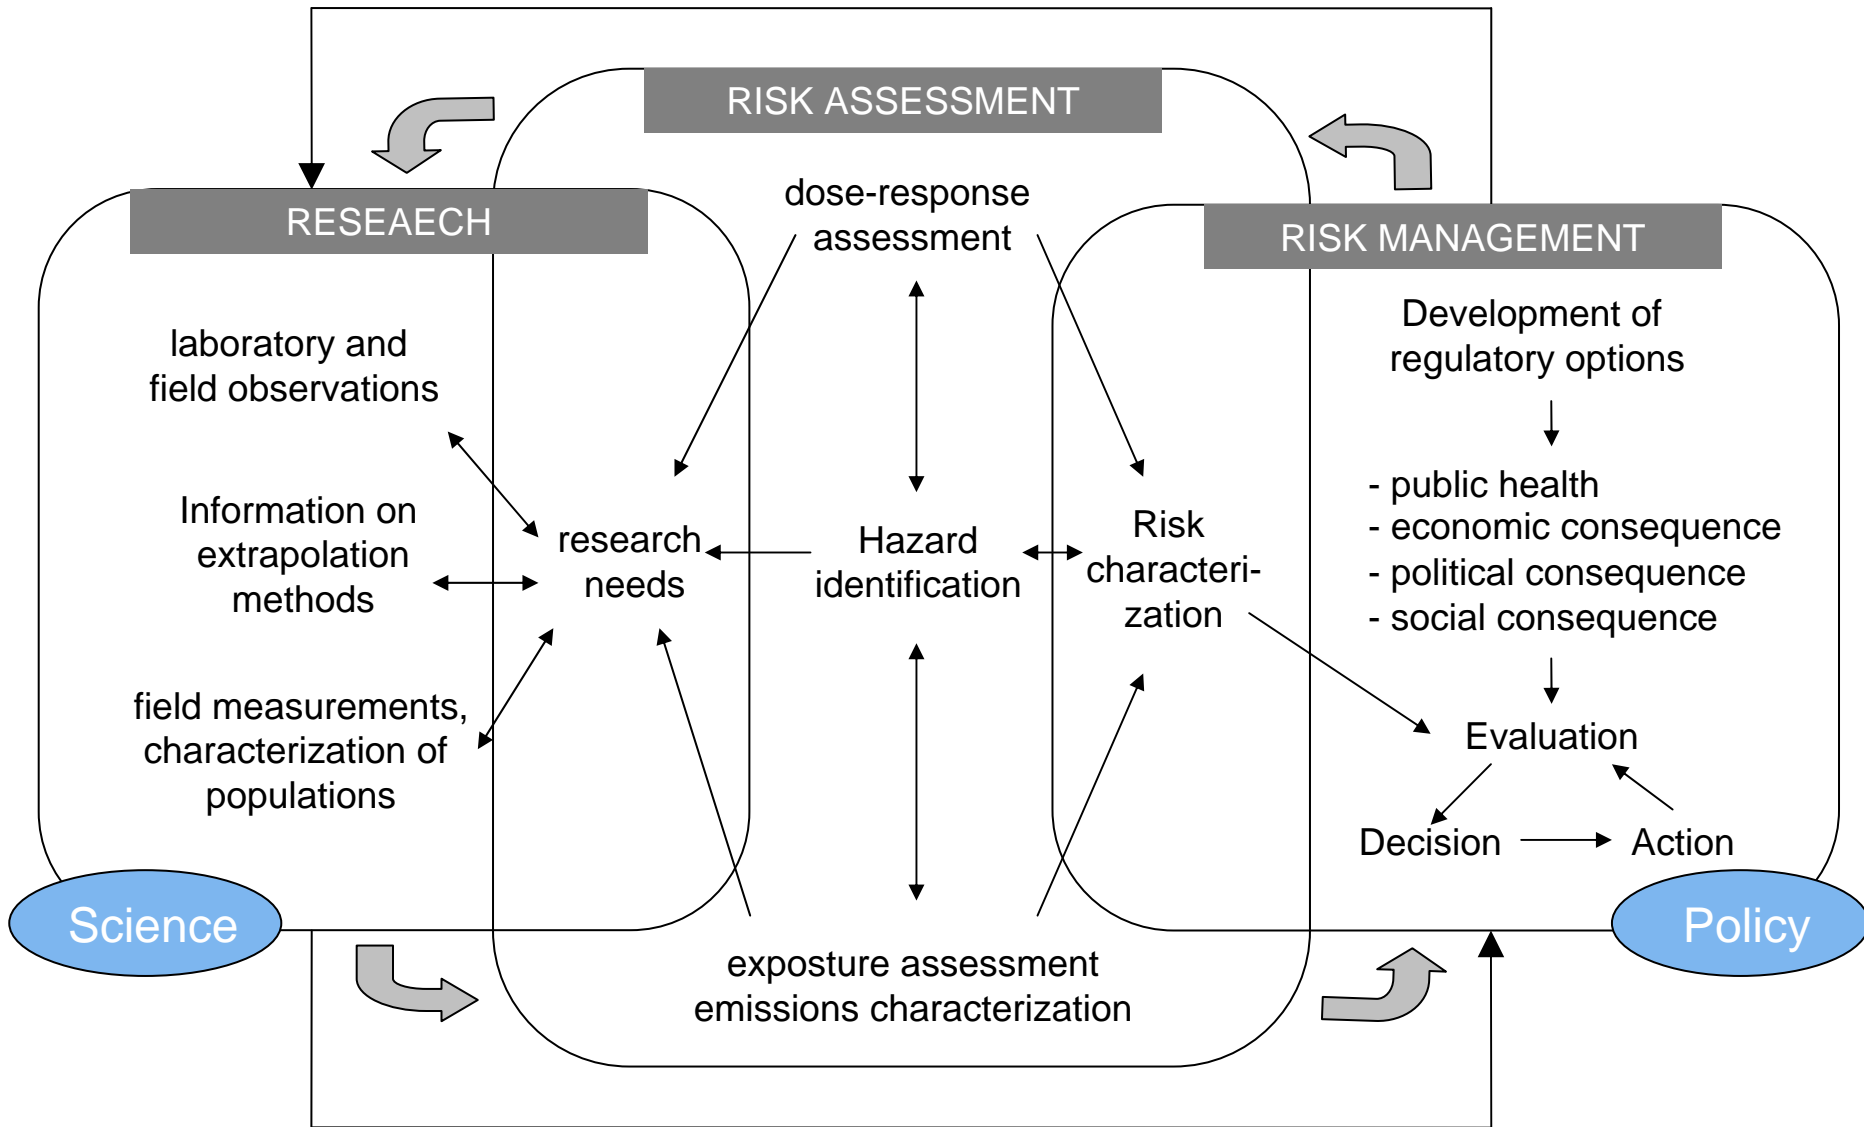 RISK ASSESSMENT
RESEAECH
RISK MANAGEMENT
dose-response
assessment
laboratory and
field observations
Information on
extrapolation
methods
field measurements,
characterization of
populations
research
needs
Hazard
identification
Risk
characteri-
zation
exposture assessment
emissions characterization
Development of
regulatory options
- public health
- economic consequence
- political consequence
- social consequence
Evaluation
Decision
Action
Science
Policy